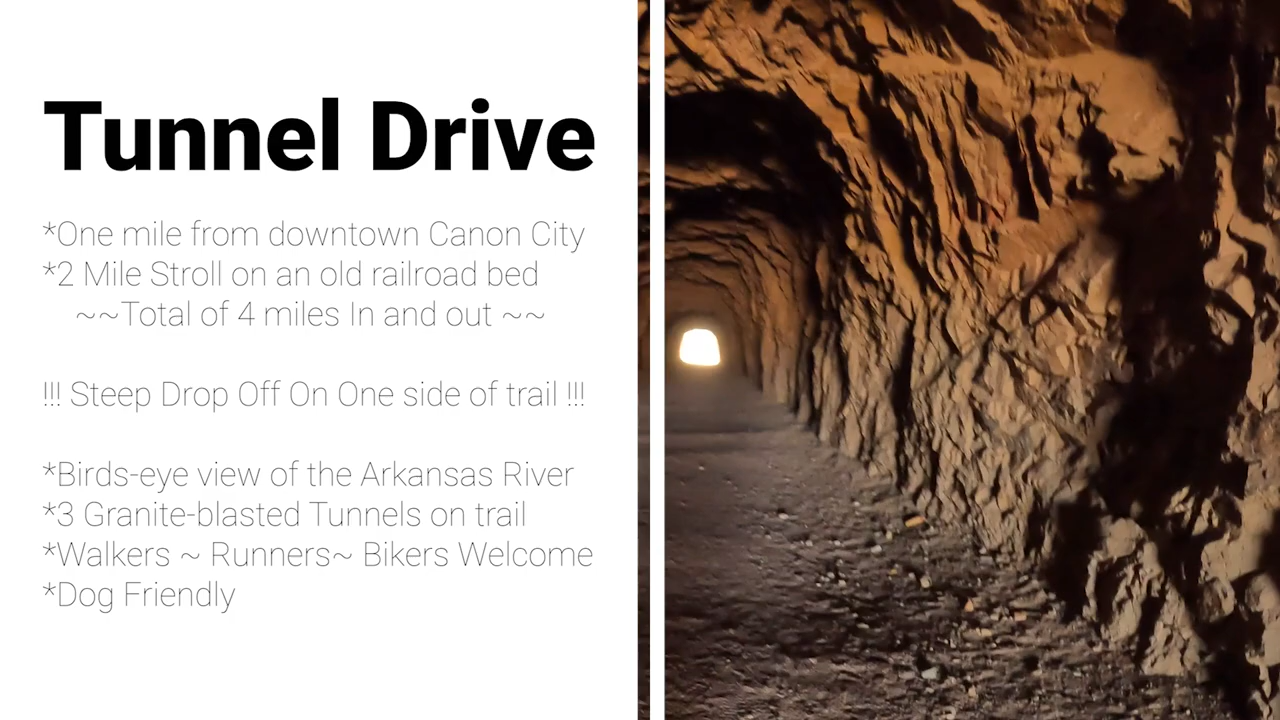 Tunnel Drive
*One mile from downtown Canon City
*2 Mile Stroll on an old railroad bed
~~Total of 4 miles In and out ~~
!!! Steep Drop Off On One side of trail !!!
*Birds-eye view of the Arkansas River
*3 Granite-blasted Tunnels on trail
*Walkers ~ Runners~ Bikers Welcome
*Dog Friendly